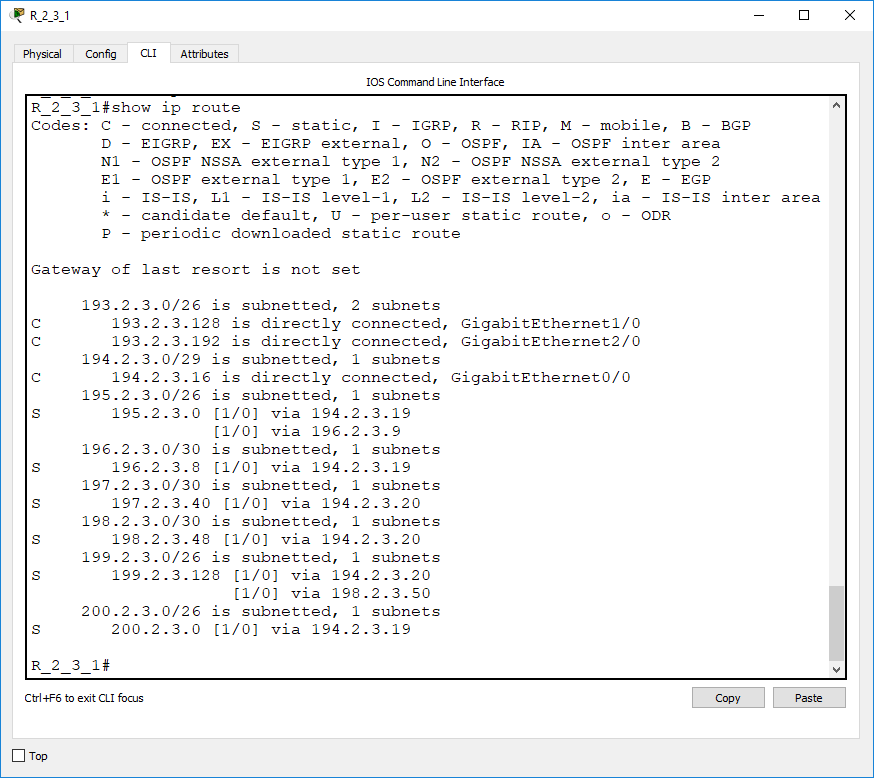 R_2_3_1
Physical Config CLI Attributes
IOS Command Line Interface
R_2_3_1#show ip route
Codes: C - connected, S - static, I - IGRP, R - RIP, M - mobile, B - BGP
       D - EIGRP, EX - EIGRP external, O - OSPF, IA - OSPF inter area
       N1 - OSPF NSSA external type 1, N2 - OSPF NSSA external type 2
       E1 - OSPF external type 1, E2 - OSPF external type 2, E - EGP
       i - IS-IS, L1 - IS-IS level-1, L2 - IS-IS level-2, ia - IS-IS inter area
       * - candidate default, U - per-user static route, o - ODR
       P - periodic downloaded static route
Gateway of last resort is not set
     193.2.3.0/26 is subnetted, 2 subnets
C       193.2.3.128 is directly connected, GigabitEthernet1/0
C       193.2.3.192 is directly connected, GigabitEthernet2/0
     194.2.3.0/29 is subnetted, 1 subnets
C       194.2.3.16 is directly connected, GigabitEthernet0/0
     195.2.3.0/26 is subnetted, 1 subnets
S       195.2.3.0 [1/0] via 194.2.3.19
                  [1/0] via 196.2.3.9
     196.2.3.0/30 is subnetted, 1 subnets
S       196.2.3.8 [1/0] via 194.2.3.19
     197.2.3.0/30 is subnetted, 1 subnets
S       197.2.3.40 [1/0] via 194.2.3.20
     198.2.3.0/30 is subnetted, 1 subnets
S       198.2.3.48 [1/0] via 194.2.3.20
     199.2.3.0/26 is subnetted, 1 subnets
S       199.2.3.128 [1/0] via 194.2.3.20
                    [1/0] via 198.2.3.50
     200.2.3.0/26 is subnetted, 1 subnets
S       200.2.3.0 [1/0] via 194.2.3.19
R_2_3_1#
Ctrl+F6 to exit CLI focus Copy Paste
Top